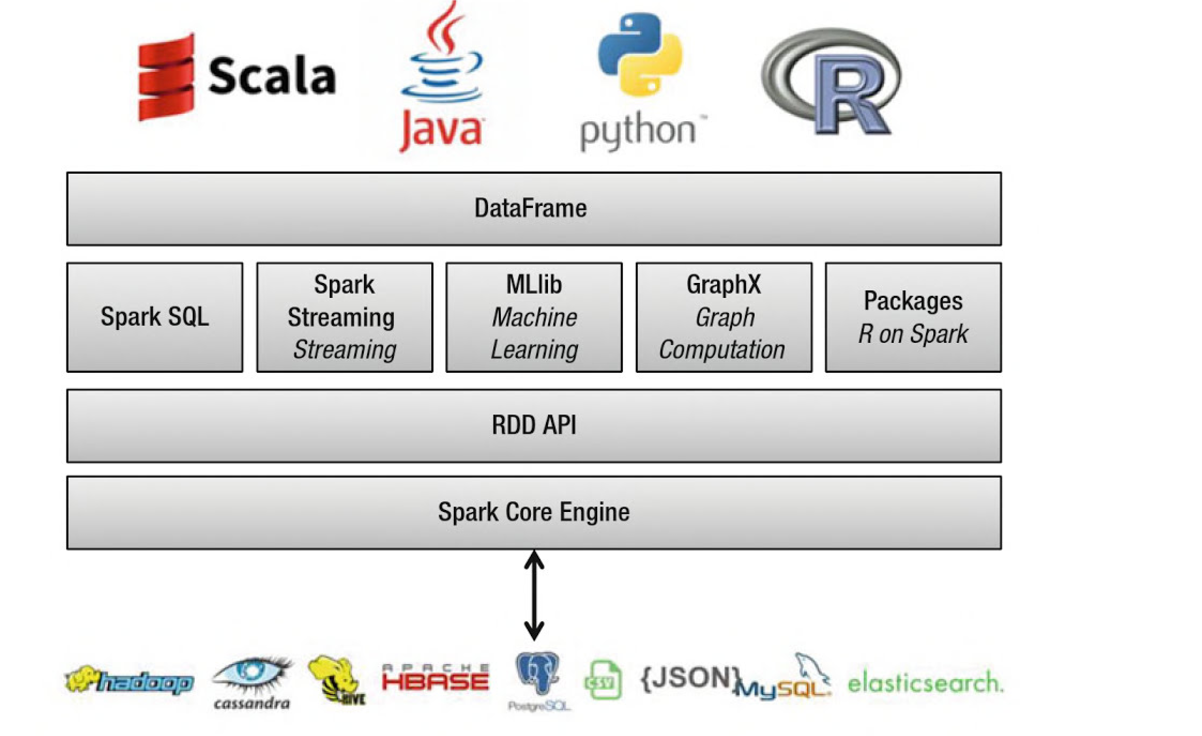 Scala
Java
python™
R
DataFrame
Spark SQL
Spark
Streaming
Streaming
MLlib
Machine
Learning
GraphX
Graph
Computation
Packages
R on Spark
RDD API
Spark Core Engine
hadoop
cassandra
HIVE
APACHE
HBASE
PostgreSQL
CSV
{JSON}
MySQL
elasticsearch.